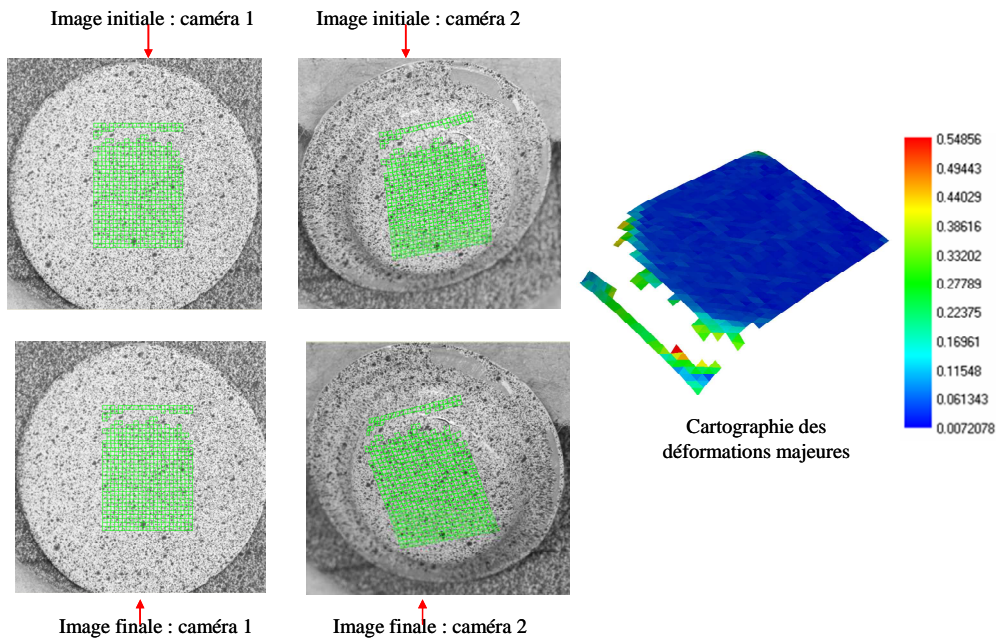 Image initiale : caméra 1
Image initiale : caméra 2
0.54856
0.49443
0.44029
0.38616
0.33202
0.27789
0.22375
0.16961
0.11548
0.061343
0.0072078
Cartographie des
déformations majeures
Image finale : caméra 1
Image finale : caméra 2